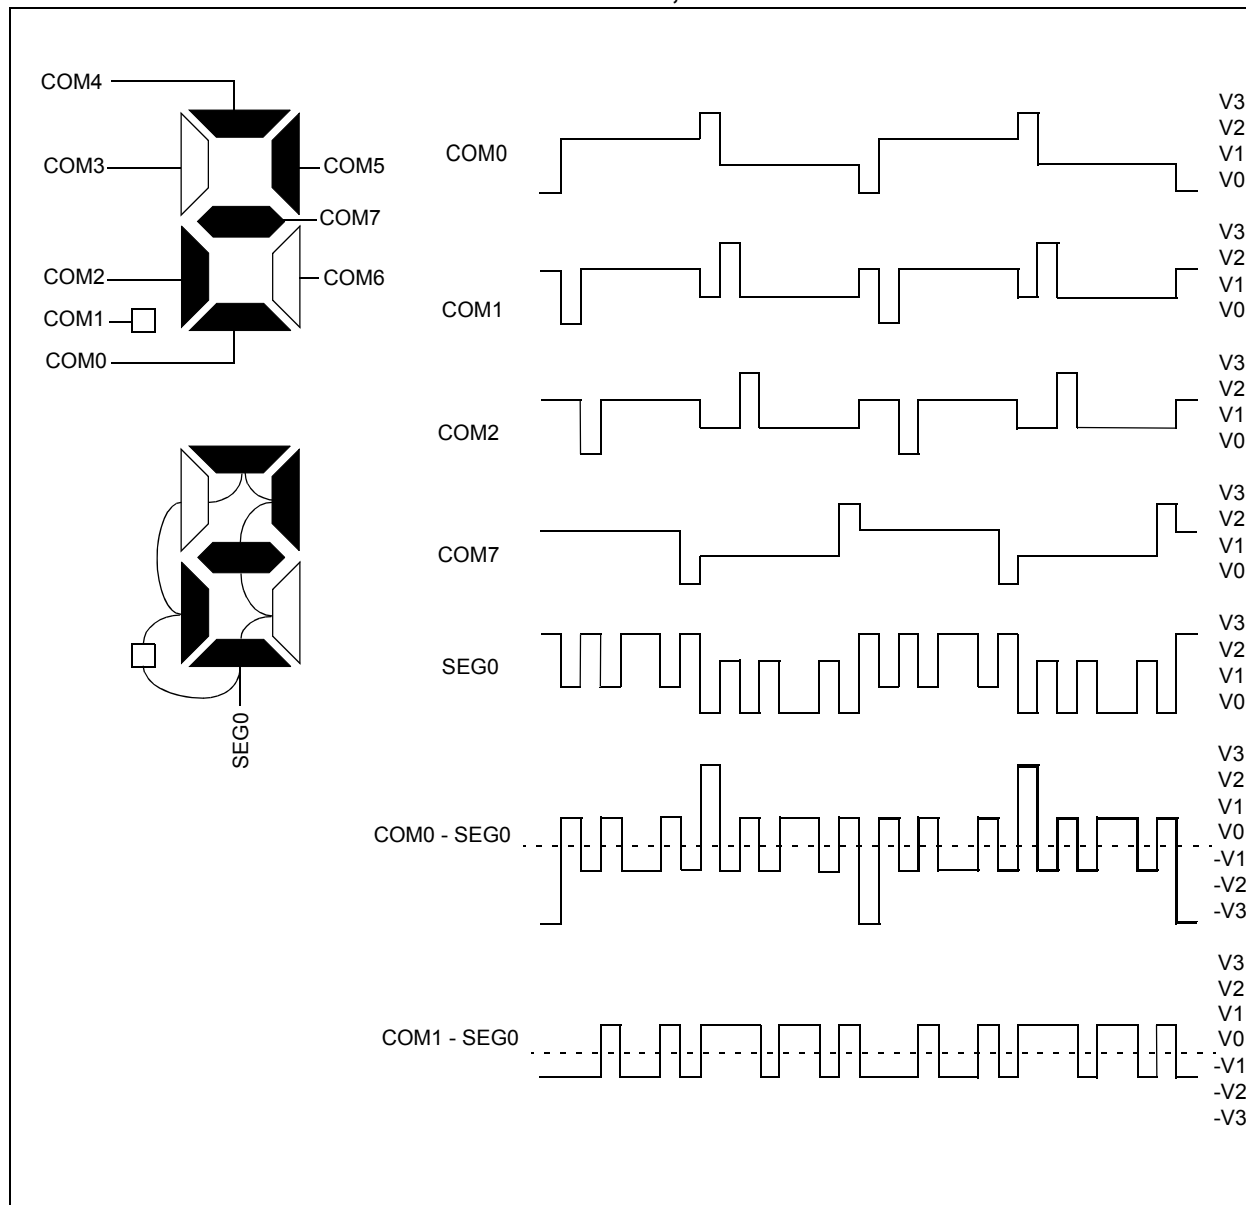 COM4
COM3
COM5
COM7
COM2
COM6
COM1
COM0
SEG0
COM0
V3
V2
V1
V0
COM1
V3
V2
V1
V0
COM2
V3
V2
V1
V0
COM7
V3
V2
V1
V0
SEG0
V3
V2
V1
V0
COM0 - SEG0
V3
V2
V1
V0
-V1
-V2
-V3
COM1 - SEG0
V3
V2
V1
V0
-V1
-V2
-V3